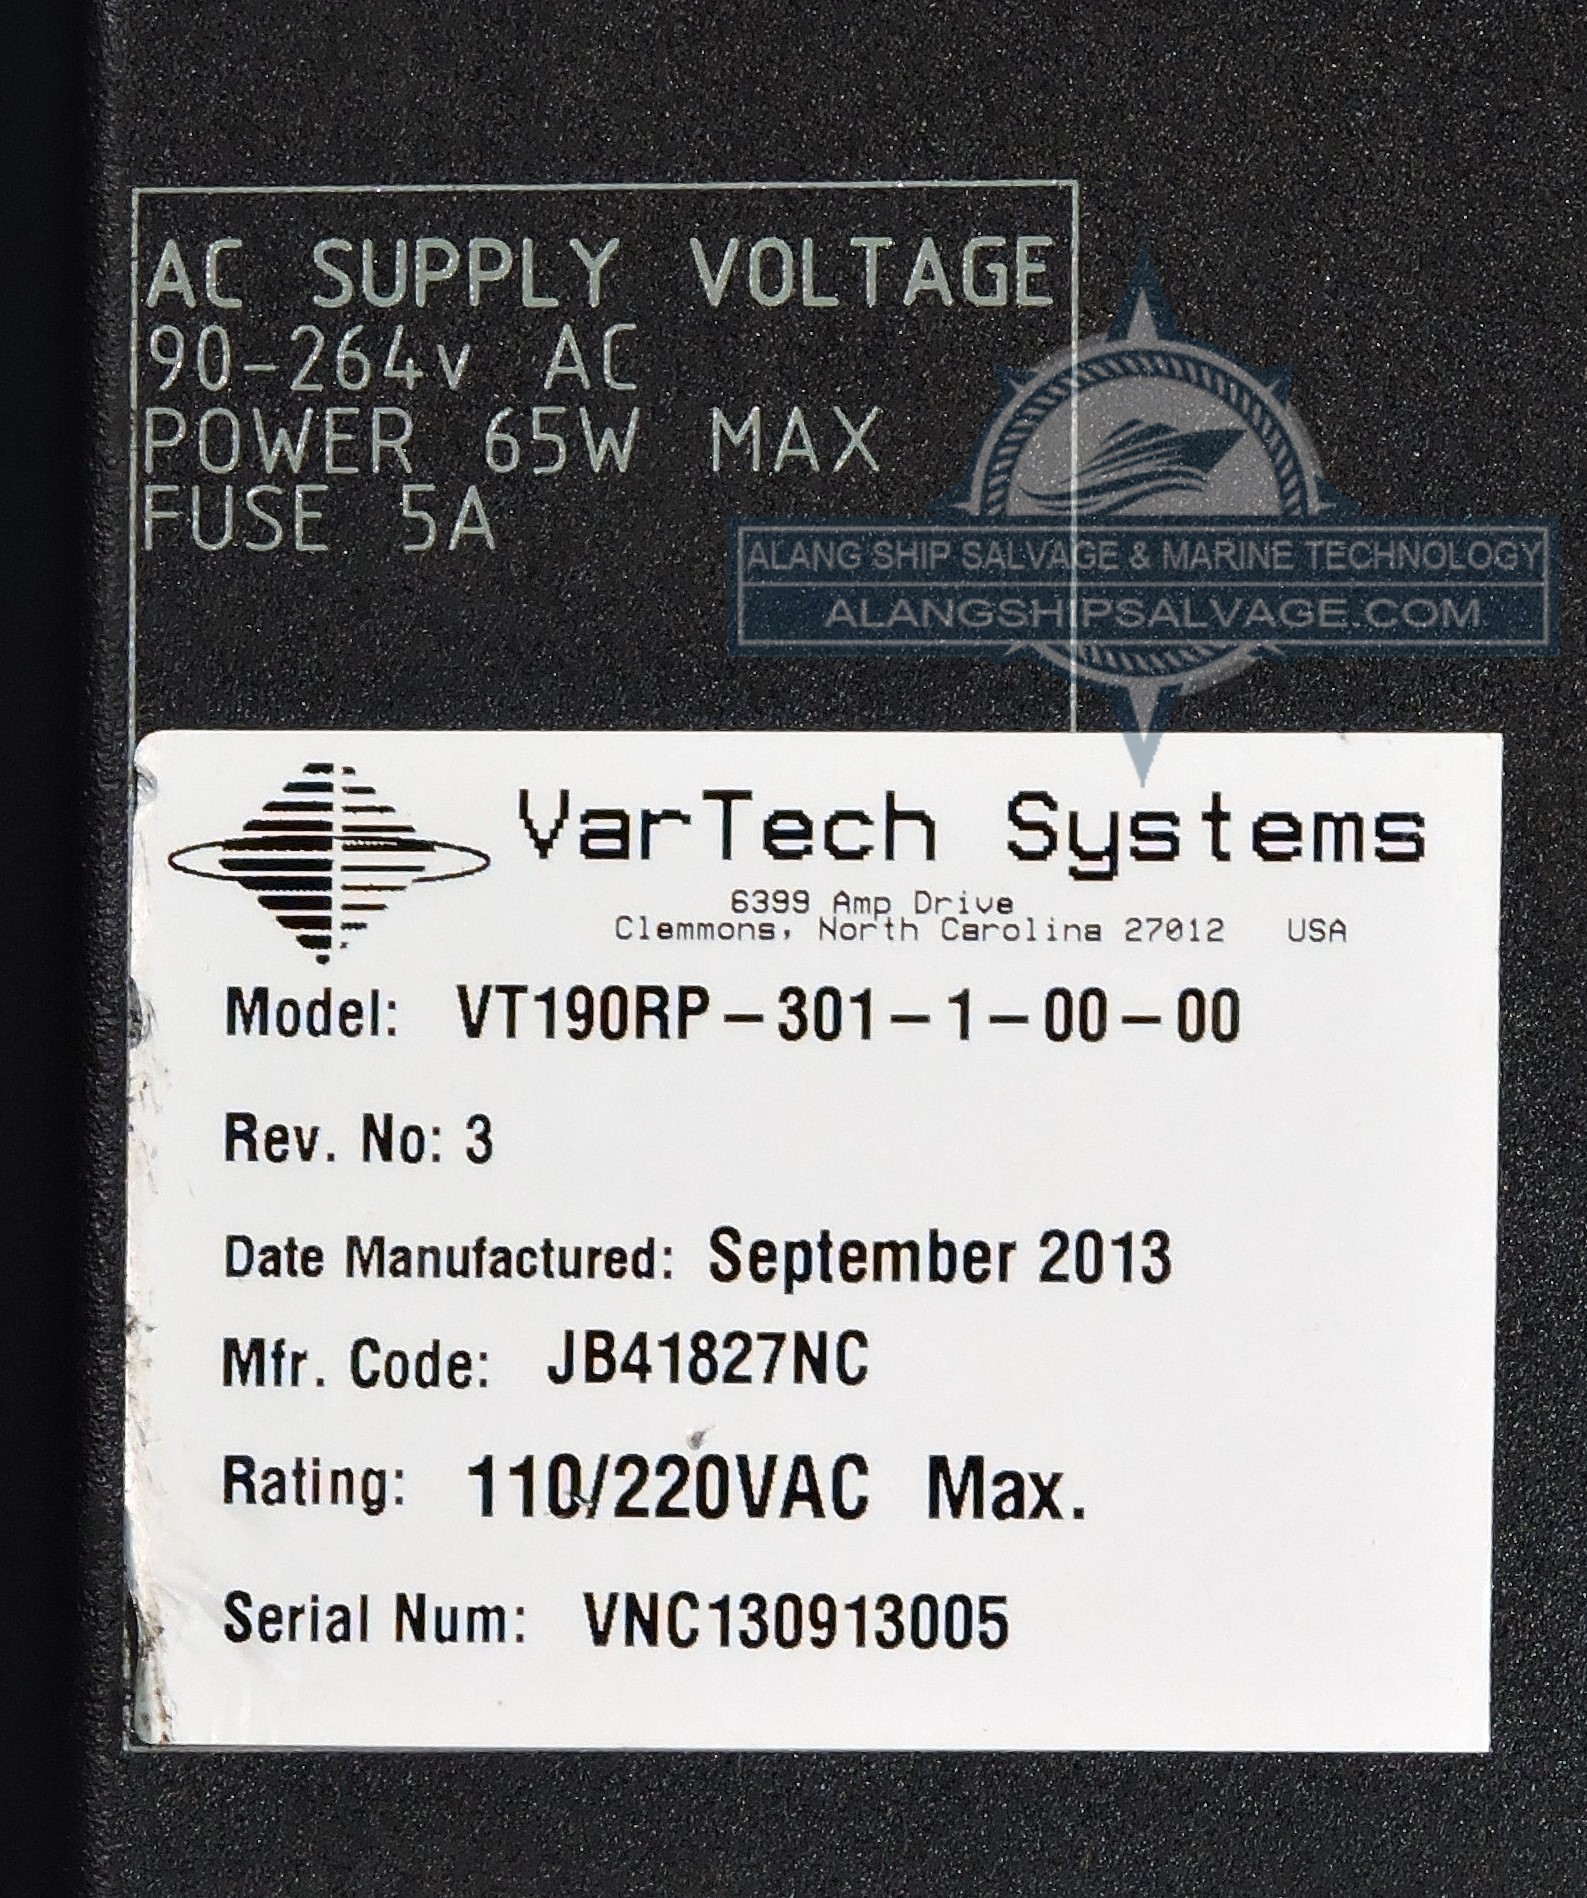 AC SUPPLY VOLTAGE
90-264v AC
POWER 65W MAX
FUSE 5A
ALANG SHIP SALVAGE & MARINE TECHNOLOGY
ALANGSHIPSALVAGE.COM
VarTech Systems
6399 Amp Drive
Clemmons, North Carolina 27012 USA
Model: VT190RP-301-1-00-00
Rev. No: 3
Date Manufactured: September 2013
Mfr. Code: JB41827NC
Rating: 110/220VAC Max.
Serial Num: VNC130913005